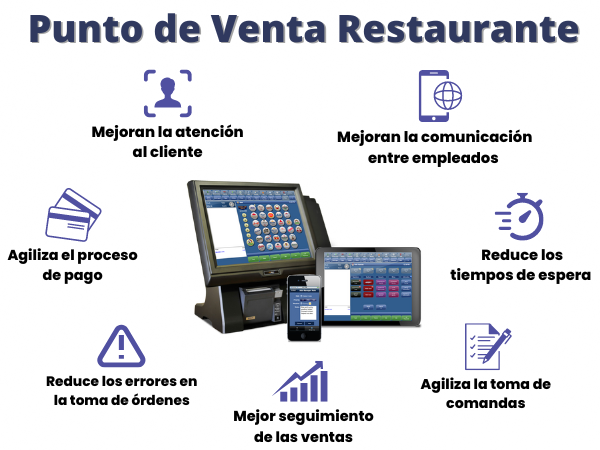 Punto de Venta Restaurante
Mejoran la atención
al cliente
Mejoran la comunicación
entre empleados
Agiliza el proceso
de pago
Reduce los
tiempos de espera
Reduce los errores en
la toma de órdenes
Mejor seguimiento
de las ventas
Agiliza la toma de
comandas